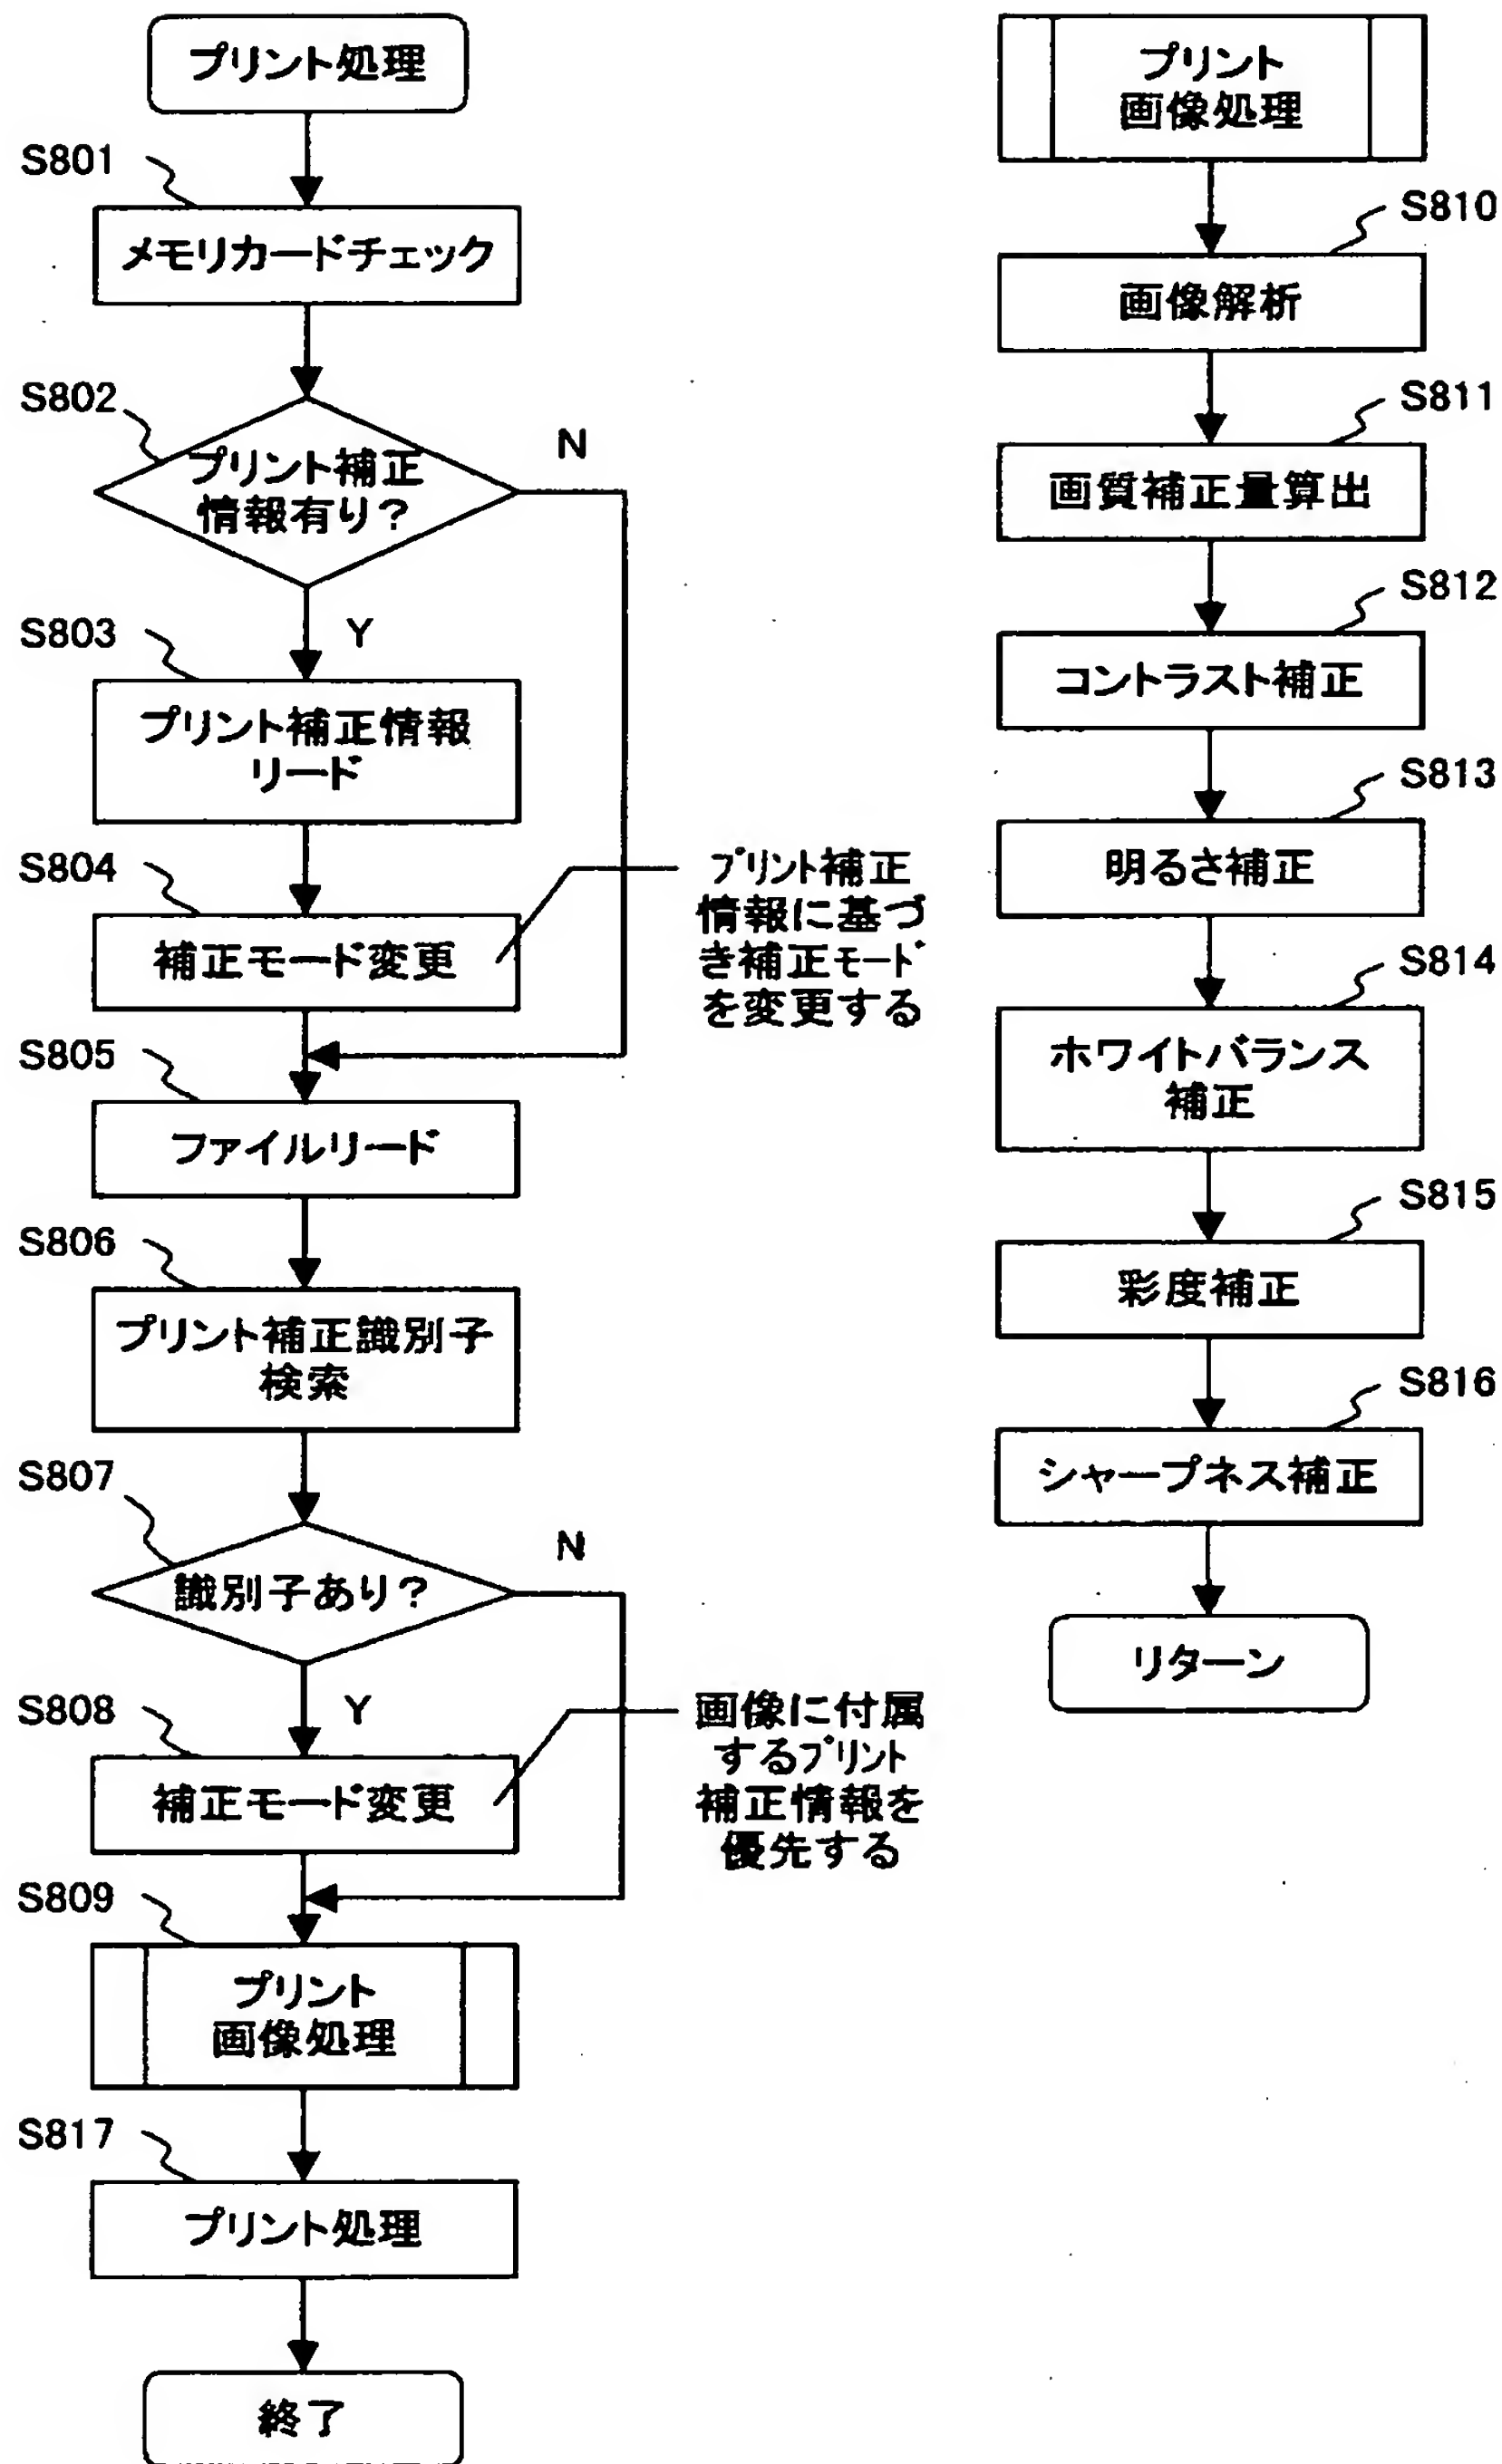 プリント処理
S801
メモリカードチェック
S802
プリント補正
情報有り?
N
Y
S803
プリント補正情報
リード
S804
補正モード変更
プリント補正
情報に基づ
き補正モード
を変更する
S805
ファイルリード
S806
プリント補正識別子
検索
S807
識別子あり?
N
Y
S808
補正モード変更
画像に付属
するプリント
補正情報を
優先する
S809
プリント
画像処理
S817
プリント処理
終了
プリント
画像処理
S810
画像解析
S811
画質補正量算出
S812
コントラスト補正
S813
明るさ補正
S814
ホワイトバランス
補正
S815
彩度補正
S816
シャープネス補正
リターン